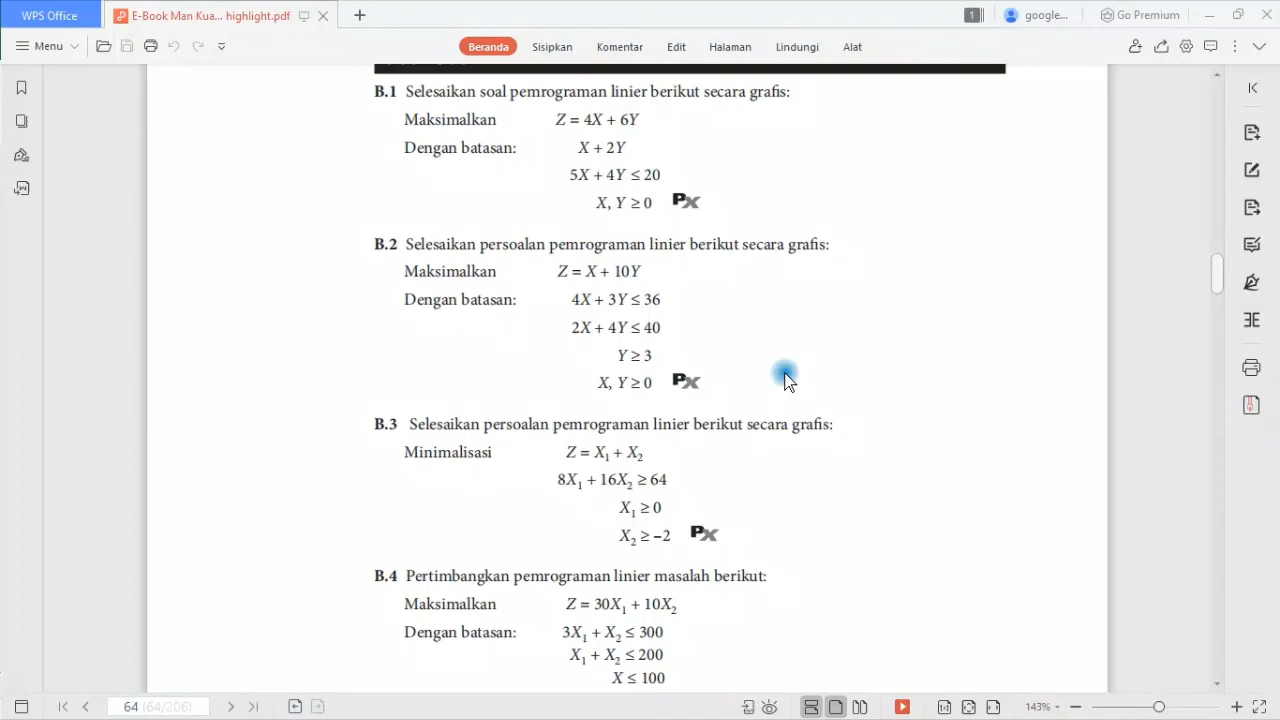 WPS Office
E-Book Man Kua... highlight.pdf
1
google...
Go Premium
Menu
Beranda
Sisipkan
Komentar
Edit
Halaman
Lindungi
Alat
B.1 Selesaikan soal pemrograman linier berikut secara grafis:
Maksimalkan Z = 4X + 6Y
Dengan batasan: X + 2Y
5X + 4Y ≤ 20
X, Y ≥ 0 PX
B.2 Selesaikan persoalan pemrograman linier berikut secara grafis:
Maksimalkan Z = X + 10Y
Dengan batasan: 4X + 3Y ≤ 36
2X + 4Y ≤ 40
Y ≥ 3
X, Y ≥ 0 PX
B.3 Selesaikan persoalan pemrograman linier berikut secara grafis:
Minimalisasi Z = X₁ + X₂
8X₁ + 16X₂ ≥ 64
X₁ ≥ 0
X₂ ≥ –2 PX
B.4 Pertimbangkan pemrograman linier masalah berikut:
Maksimalkan Z = 30X₁ + 10X₂
Dengan batasan: 3X₁ + X₂ ≤ 300
X₁ + X₂ ≤ 200
X ≤ 100
64 (64/206)
143%